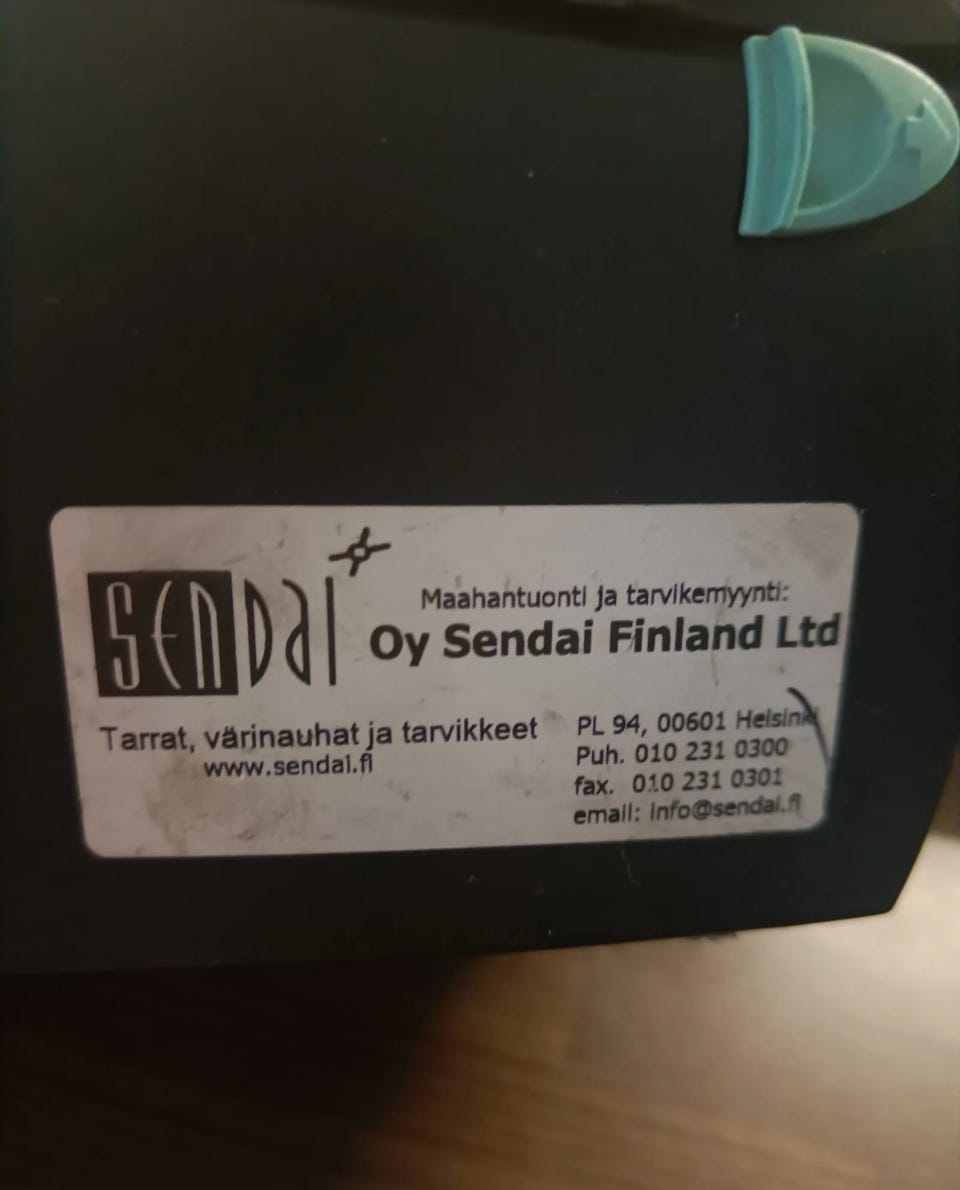 SENDAI
Maahantuonti ja tarvikemyynti:
Oy Sendai Finland Ltd
Tarrat, värinauhat ja tarvikkeet
www.sendai.fi
PL 94, 00601 Helsinki
Puh. 010 231 0300
fax. 010 231 0301
email: info@sendai.fi